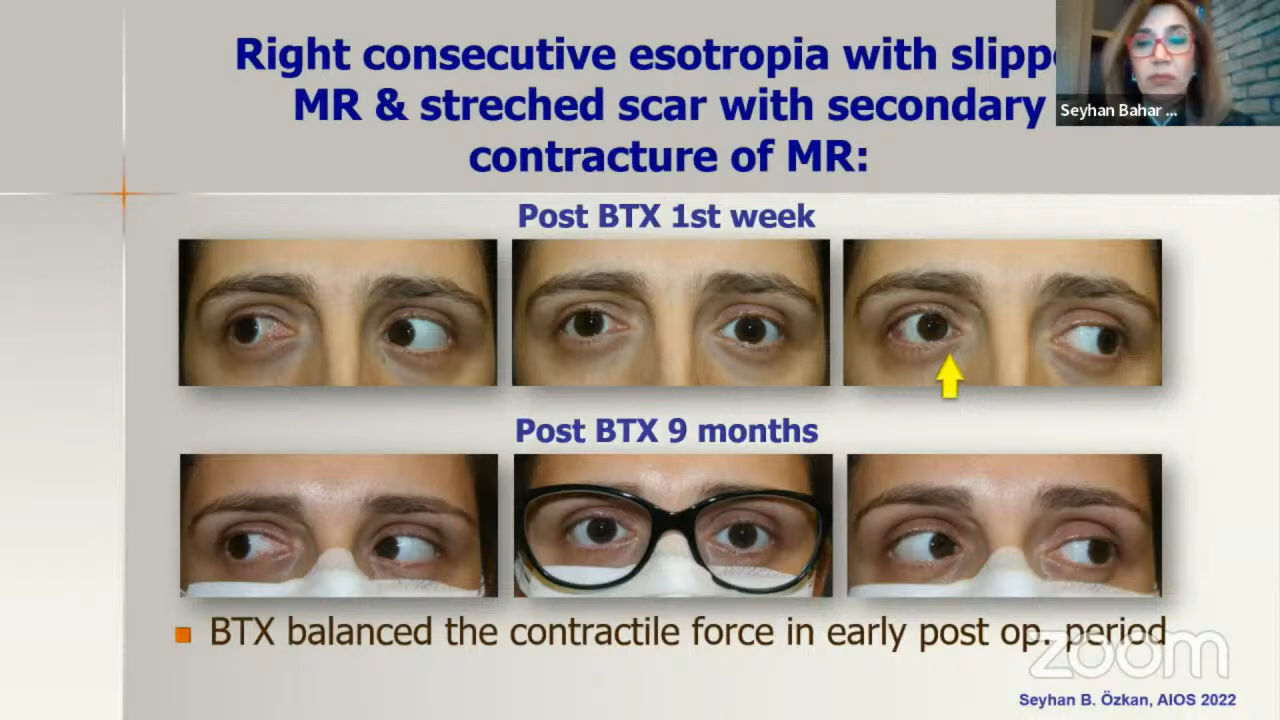 Right consecutive esotropia with slipp
MR & streched scar with secondary
contracture of MR:
Seyhan Bahar ...
Post BTX 1st week
Post BTX 9 months
BTX balanced the contractile force in early post op. period
zoom
Seyhan B. Özkan, AIOS 2022